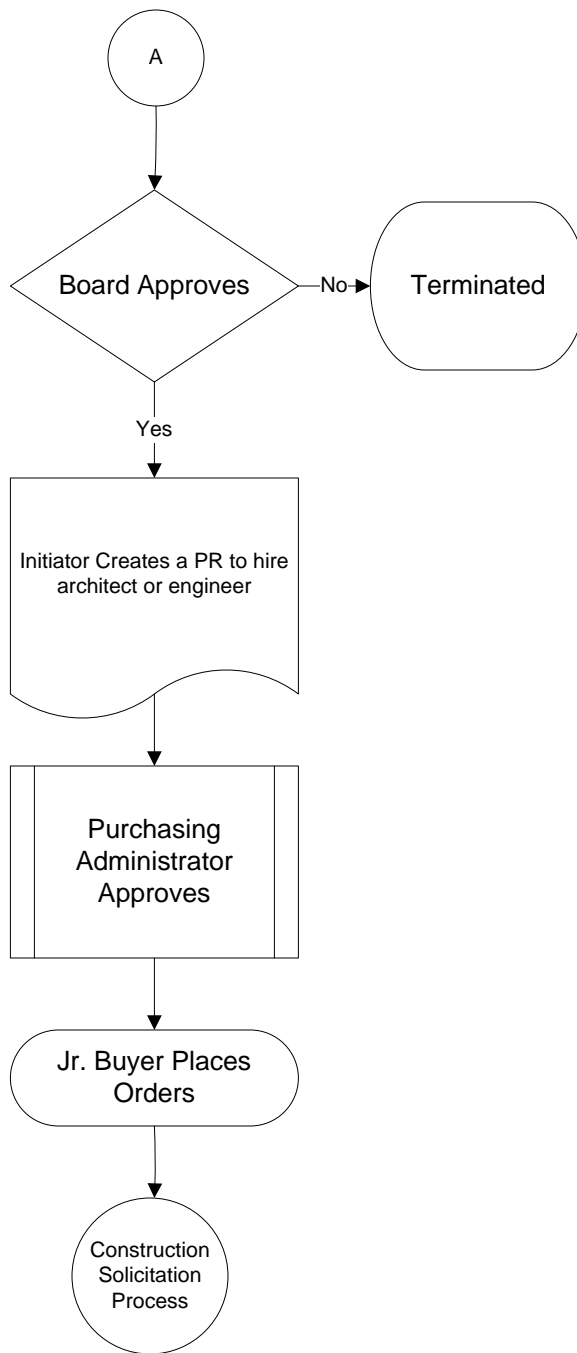 A
Board Approves
No
Terminated
Yes
Initiator Creates a PR to hire
architect or engineer
Purchasing
Administrator
Approves
Jr. Buyer Places
Orders
Construction
Solicitation
Process